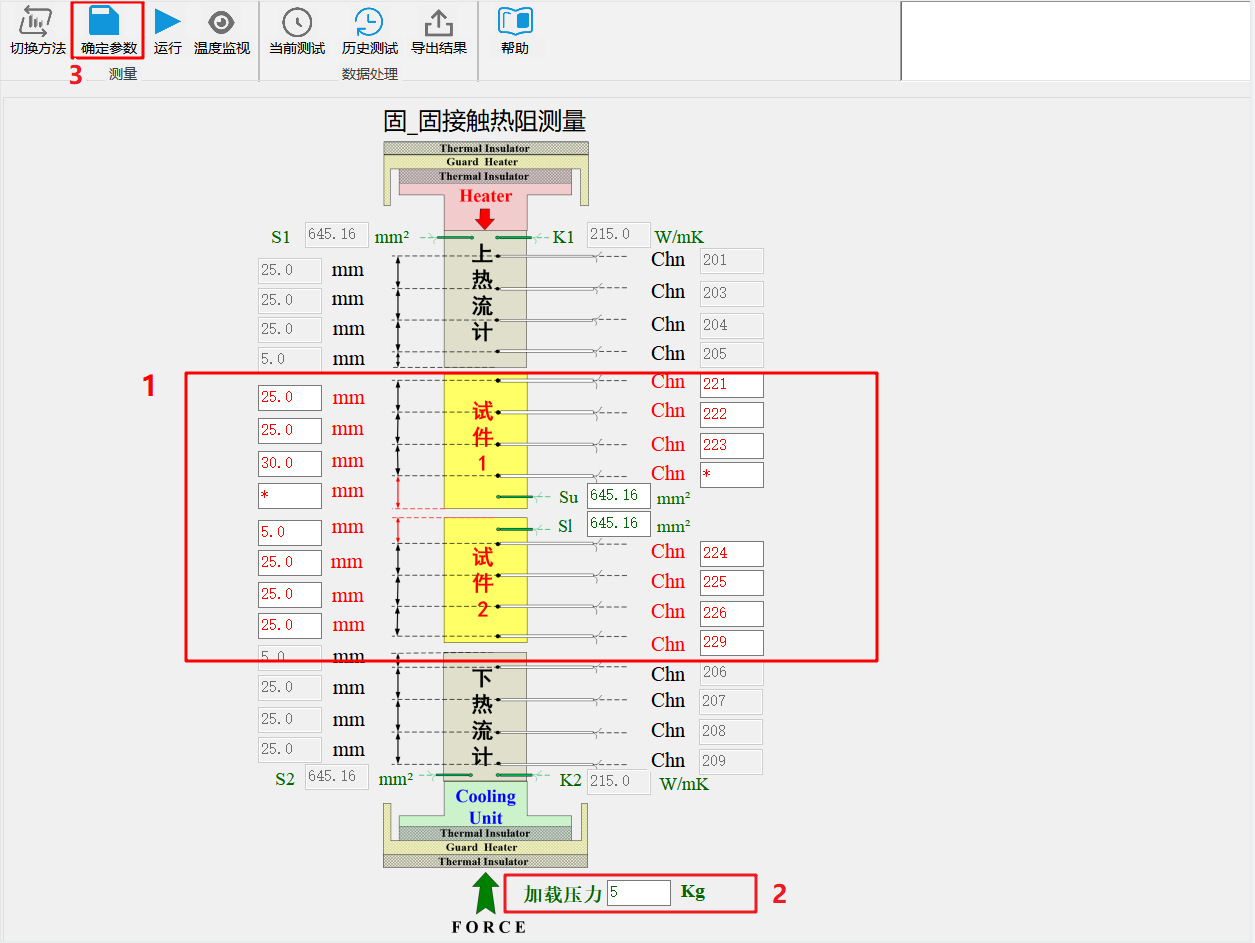 切换方法 确定参数 运行 温度监视 当前测试 历史测试 导出结果 帮助
3 测量 数据处理
固_固接触热阻测量
Thermal Insulator
Guard Heater
Thermal Insulator
Heater
S1 645.16 mm² K1 215.0 W/mK
上热流计
25.0 mm Chn 201
25.0 mm Chn 203
25.0 mm Chn 204
5.0 mm Chn 205
1
试件1
25.0 mm Chn 221
25.0 mm Chn 222
30.0 mm Chn 223
* mm Chn *
Su 645.16 mm²
Sl 645.16 mm²
试件2
5.0 mm Chn 224
25.0 mm Chn 225
25.0 mm Chn 226
25.0 mm Chn 229
下热流计
5.0 mm Chn 206
25.0 mm Chn 207
25.0 mm Chn 208
25.0 mm Chn 209
S2 645.16 mm² K2 215.0 W/mK
Cooling
Unit
Thermal Insulator
Guard Heater
Thermal Insulator
加载压力 5 Kg 2
FORCE